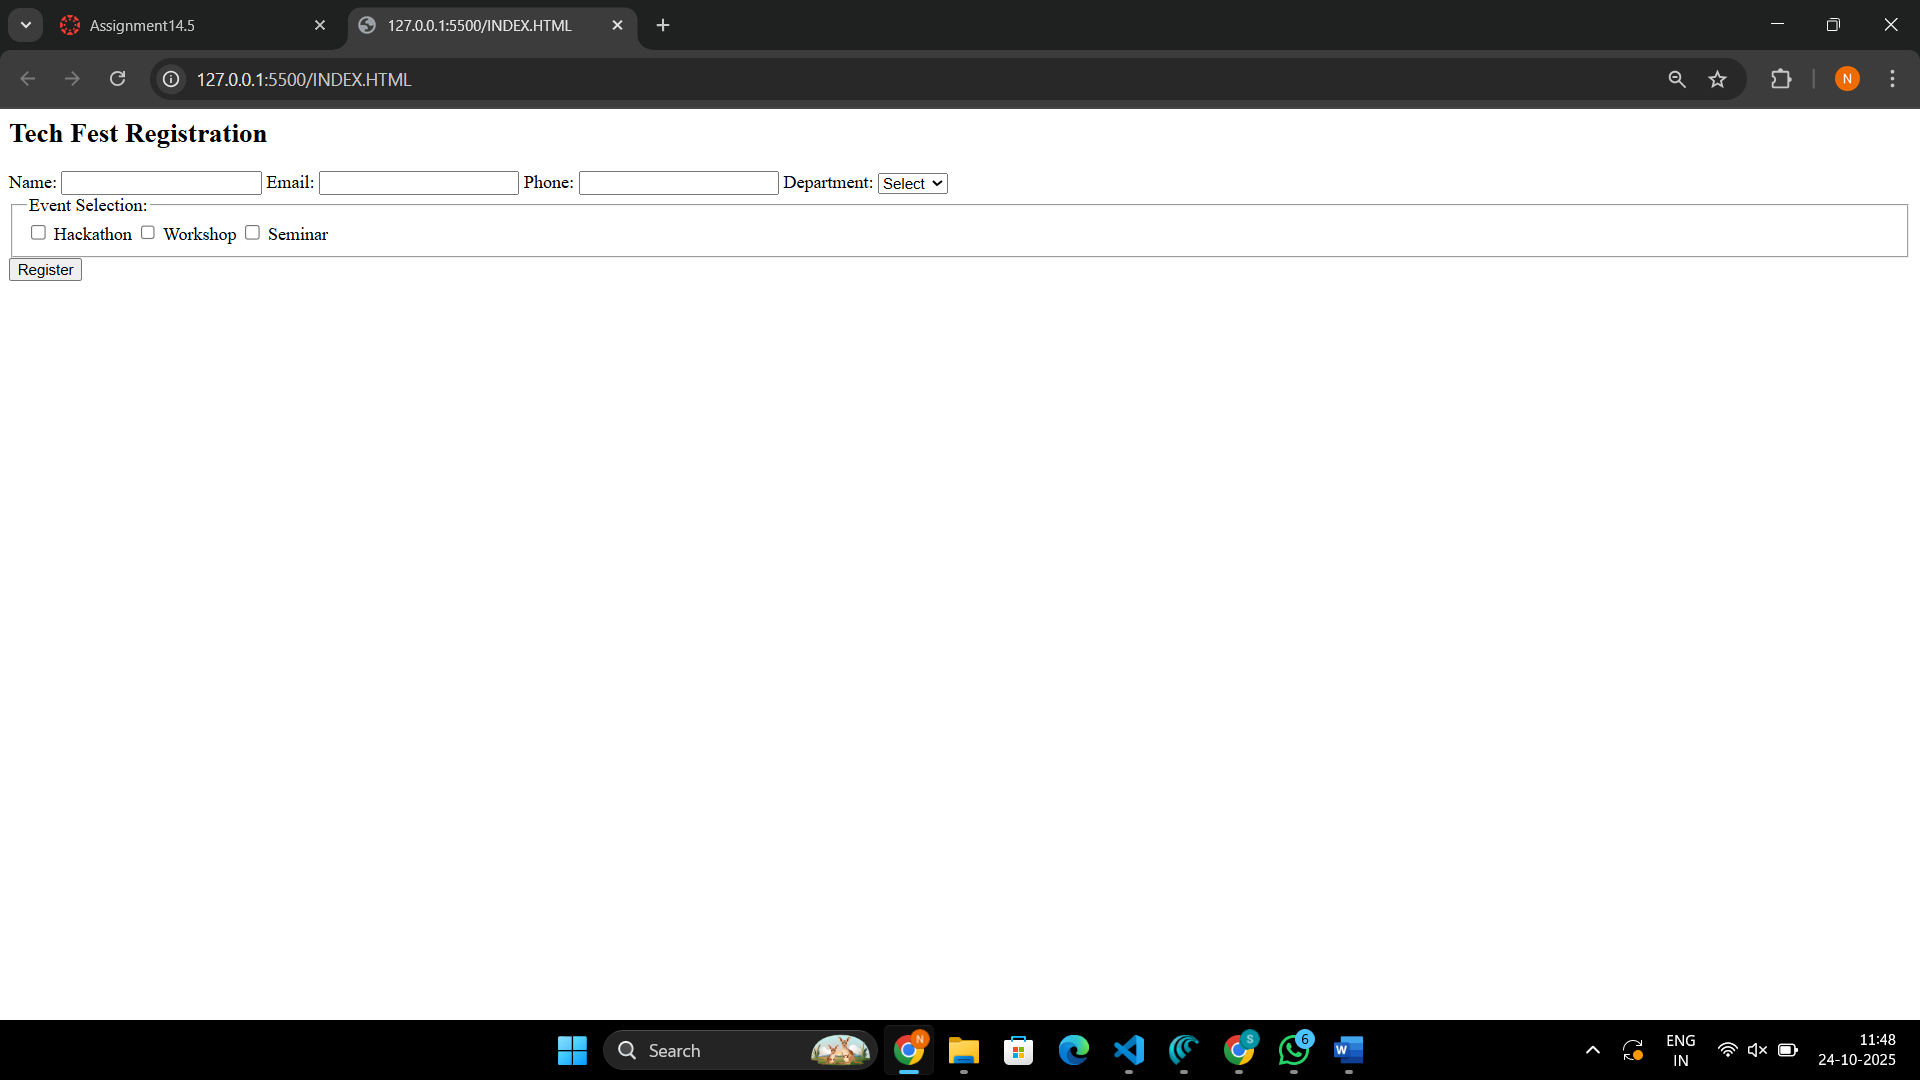 Assignment14.5
127.0.0.1:5500/INDEX.HTML
127.0.0.1:5500/INDEX.HTML
N
Tech Fest Registration
Name: Email: Phone: Department: Select
Event Selection:
Hackathon Workshop Seminar
Register
Search
N
S
6
W
ENG
IN
11:48
24-10-2025